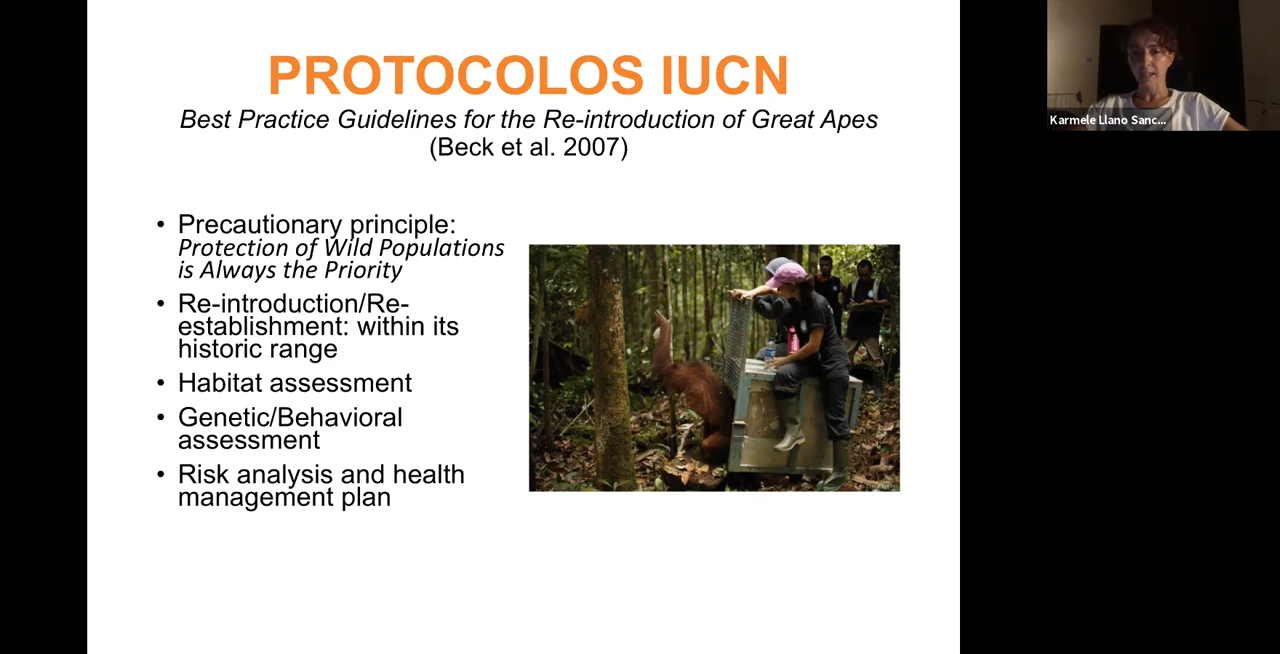 PROTOCOLOS IUCN
Best Practice Guidelines for the Re-introduction of Great Apes
(Beck et al. 2007)
• Precautionary principle:
Protection of Wild Populations
is Always the Priority
• Re-introduction/Re-
establishment: within its
historic range
• Habitat assessment
• Genetic/Behavioral
assessment
• Risk analysis and health
management plan
Karmele Llano Sanc...